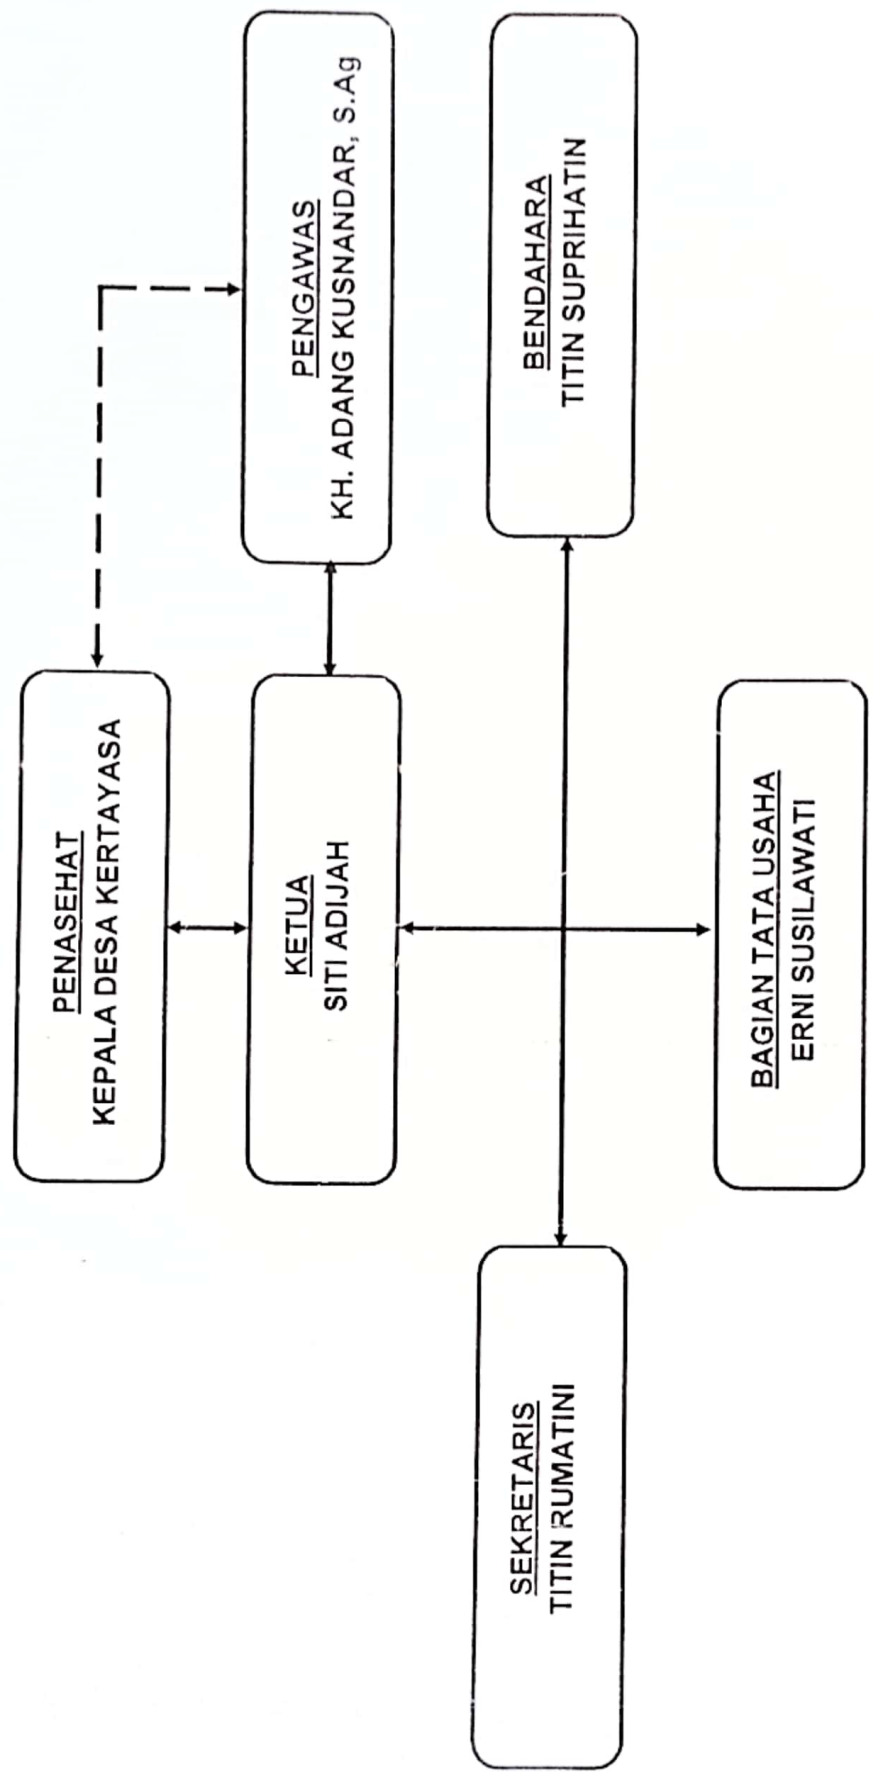 PENASEHAT
KEPALA DESA KERTAYASA
KETUA
SITI ADIJAH
PENGAWAS
KH. ADANG KUSNANDAR, S.Ag
SEKRETARIS
TITIN RUMATINI
BENDAHARA
TITIN SUPRIHATIN
BAGIAN TATA USAHA
ERNI SUSILAWATI